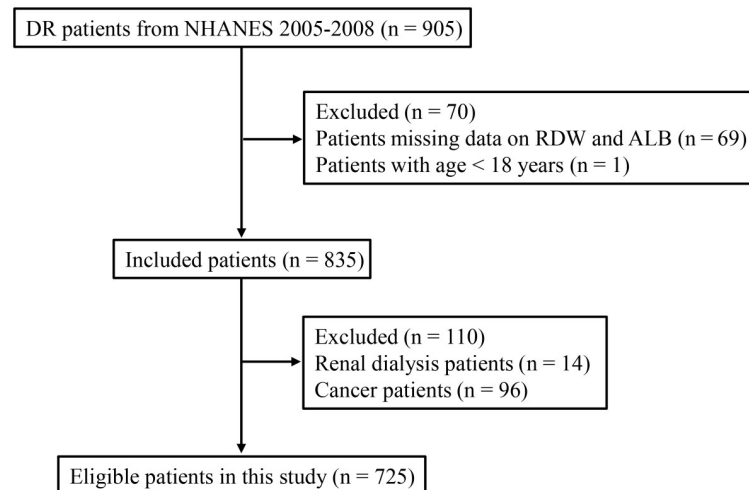 DR patients from NHANES 2005-2008 (n = 905)
Excluded (n = 70)
Patients missing data on RDW and ALB (n = 69)
Patients with age < 18 years (n = 1)
Included patients (n = 835)
Excluded (n = 110)
Renal dialysis patients (n = 14)
Cancer patients (n = 96)
Eligible patients in this study (n = 725)